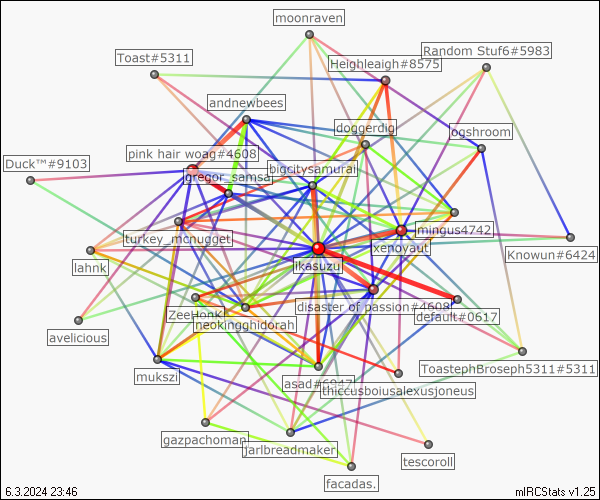 moonraven
Toast#5311
Random Stuf6#5983
Heighleaigh#8575
andnewbees
doggerdig
ogshroom
Duck™#9103
pink hair woag#4608
gregor_samsa
bigcitysamurai
turkey_mcnugget
mingus4742
xenoyaut
Knowun#6424
lahnk
ikasuzu
ZeeHonk!
neokingghidorah
disaster of passion#4608
default#0617
avelicious
ToastephBroseph5311#5311
mukszi
thiccusboiusalexusjoneus
gazpachoman
jarlbreadmaker
tescoroll
facadas.
6.3.2024 23:46
mIRCStats v1.25